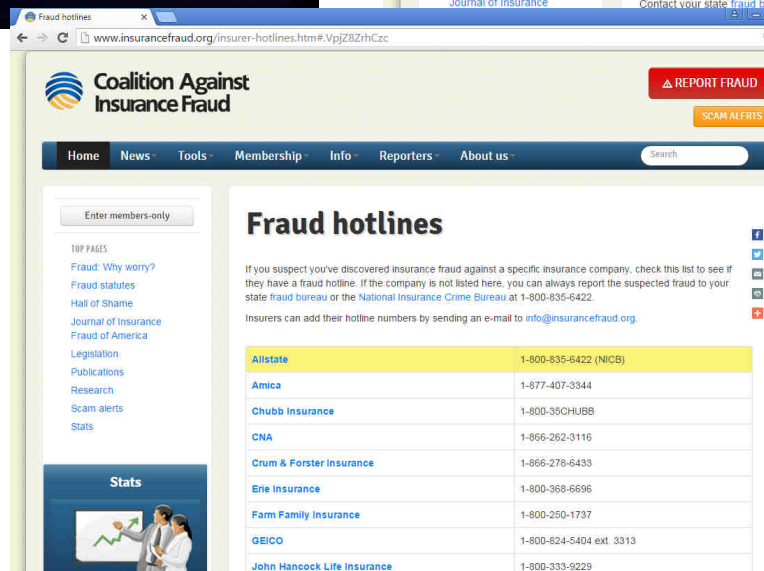 Journal of Insurance
Contact your state fraud b
Fraud hotlines
www.insurancefraud.org/insurer-hotlines.htm#.VpjZ8ZrhCzc
Coalition Against
Insurance Fraud
REPORT FRAUD
SCAM ALERTS
Home News Tools Membership Info Reporters About us Search
Enter members-only
TOP PAGES
Fraud: Why worry?
Fraud statutes
Hall of Shame
Journal of Insurance
Fraud of America
Legislation
Publications
Research
Scam alerts
Stats
Stats
Fraud hotlines
If you suspect you've discovered insurance fraud against a specific insurance company, check this list to see if
they have a fraud hotline. If the company is not listed here, you can always report the suspected fraud to your
state fraud bureau or the National Insurance Crime Bureau at 1-800-835-6422.
Insurers can add their hotline numbers by sending an e-mail to info@insurancefraud.org.
Allstate 1-800-835-6422 (NICB)
Amica 1-877-407-3344
Chubb Insurance 1-800-35CHUBB
CNA 1-866-262-3116
Crum & Forster Insurance 1-866-278-6433
Erie Insurance 1-800-368-6696
Farm Family Insurance 1-800-250-1737
GEICO 1-800-824-5404 ext. 3313
John Hancock Life Insurance 1-800-333-9229